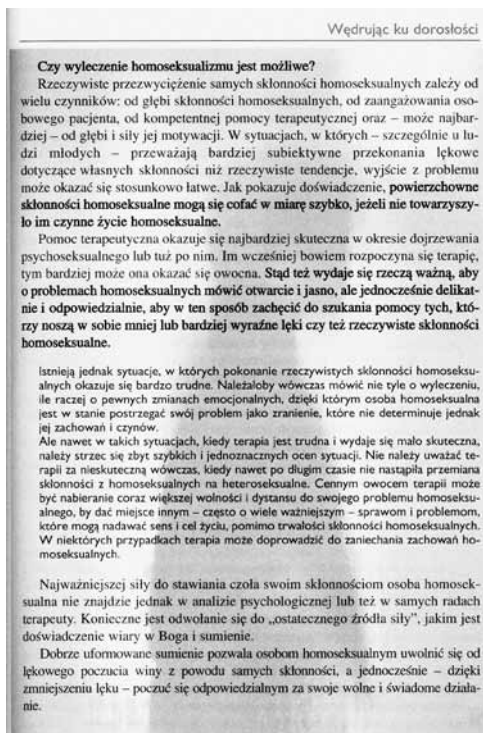 Wędrując ku dorosłości
Czy wyleczenie homoseksualizmu jest możliwe?
Rzeczywiste przezwyciężenie samych skłonności homoseksualnych zależy od
wielu czynników: od głębi skłonności homoseksualnych, od zaangażowania oso-
bowego pacjenta, od kompetentnej pomocy terapeutycznej oraz – może najbar-
dziej – od głębi i siły jej motywacji. W sytuacjach, w których – szczególnie u lu-
dzi młodych – przeważają bardziej subiektywne przekonania lękowe
dotyczące własnych skłonności niż rzeczywiste tendencje, wyjście z problemu
może okazać się stosunkowo łatwe. Jak pokazuje doświadczenie, powierzchowne
skłonności homoseksualne mogą się cofać w miarę szybko, jeżeli nie towarzyszy-
ło im czynne życie homoseksualne.
Pomoc terapeutyczna okazuje się najbardziej skuteczna w okresie dojrzewania
psychoseksualnego lub tuż po nim. Im wcześniej bowiem rozpoczyna się terapię,
tym bardziej może ona okazać się owocna. Stąd też wydaje się rzeczą ważną, aby
o problemach homoseksualnych mówić otwarcie i jasno, ale jednocześnie delikat-
nie i odpowiedzialnie, aby w ten sposób zachęcić do szukania pomocy tych, któ-
rzy noszą w sobie mniej lub bardziej wyraźne lęki czy też rzeczywiste skłonności
homoseksualne.
Istnieją jednak sytuacje, w których pokonanie rzeczywistych skłonności homoseksu-
alnych okazuje się bardzo trudne. Należałoby wówczas mówić nie tyle o wyleczeniu,
ile raczej o pewnych zmianach emocjonalnych, dzięki którym osoba homoseksualna
jest w stanie postrzegać swój problem jako zranienie, które nie determinuje jednak
jej zachowań i czynów.
Ale nawet w takich sytuacjach, kiedy terapia jest trudna i wydaje się mało skuteczna,
należy strzec się zbyt szybkich i jednoznacznych ocen sytuacji. Nie należy uważać te-
rapii za nieskuteczną wówczas, kiedy nawet po długim czasie nie nastąpiła przemiana
skłonności z homoseksualnych na heteroseksualne. Cennym owocem terapii może
być nabieranie coraz większej wolności i dystansu do swojego problemu homoseksu-
alnego, by dać miejsce innym – często o wiele ważniejszym – sprawom i problemom,
które mogą nadawać sens i cel życiu, pomimo trwałości skłonności homoseksualnych.
W niektórych przypadkach terapia może doprowadzić do zaniechania zachowań ho-
moseksualnych.
Najważniejszej siły do stawiania czoła swoim skłonnościom osoba homosek-
sualna nie znajdzie jednak w analizie psychologicznej lub też w samych radach
terapeuty. Konieczne jest odwołanie się do „ostatecznego źródła siły", jakim jest
doświadczenie wiary w Boga i sumienie.
Dobrze uformowane sumienie pozwala osobom homoseksualnym uwolnić się od
lękowego poczucia winy z powodu samych skłonności, a jednocześnie – dzięki
zmniejszeniu lęku – poczuć się odpowiedzialnym za swoje wolne i świadome działa-
nie.